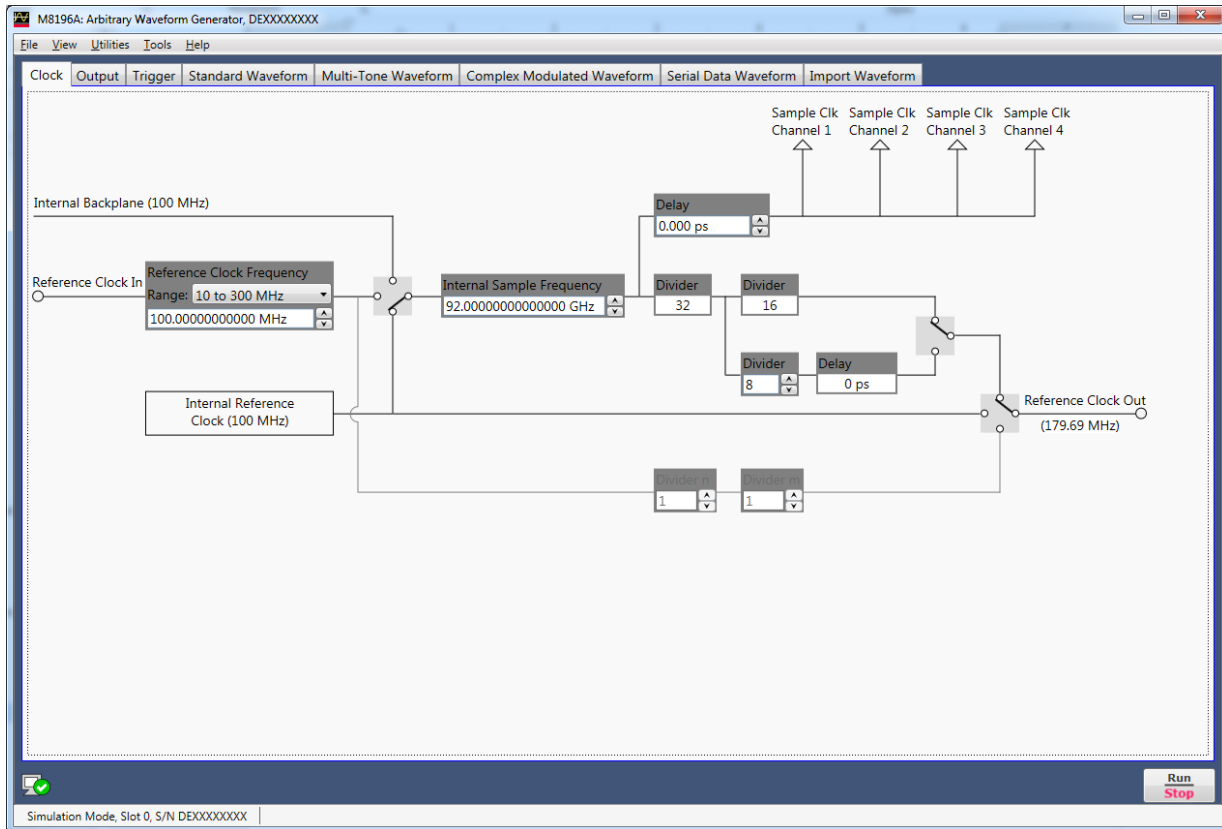 M8196A: Arbitrary Waveform Generator, DEXXXXXXXX
File View Utilities Tools Help
Clock Output Trigger Standard Waveform Multi-Tone Waveform Complex Modulated Waveform Serial Data Waveform Import Waveform
Sample Clk Channel 1
Sample Clk Channel 2
Sample Clk Channel 3
Sample Clk Channel 4
Internal Backplane (100 MHz)
Delay
0.000 ps
Reference Clock In
Reference Clock Frequency
Range: 10 to 300 MHz
100.00000000000 MHz
Internal Sample Frequency
92.00000000000000 GHz
Divider
32
Divider
16
Divider
8
Delay
0 ps
Internal Reference
Clock (100 MHz)
Reference Clock Out
(179.69 MHz)
Divider n
1
Divider m
1
Run
Stop
Simulation Mode, Slot 0, S/N DEXXXXXXXX